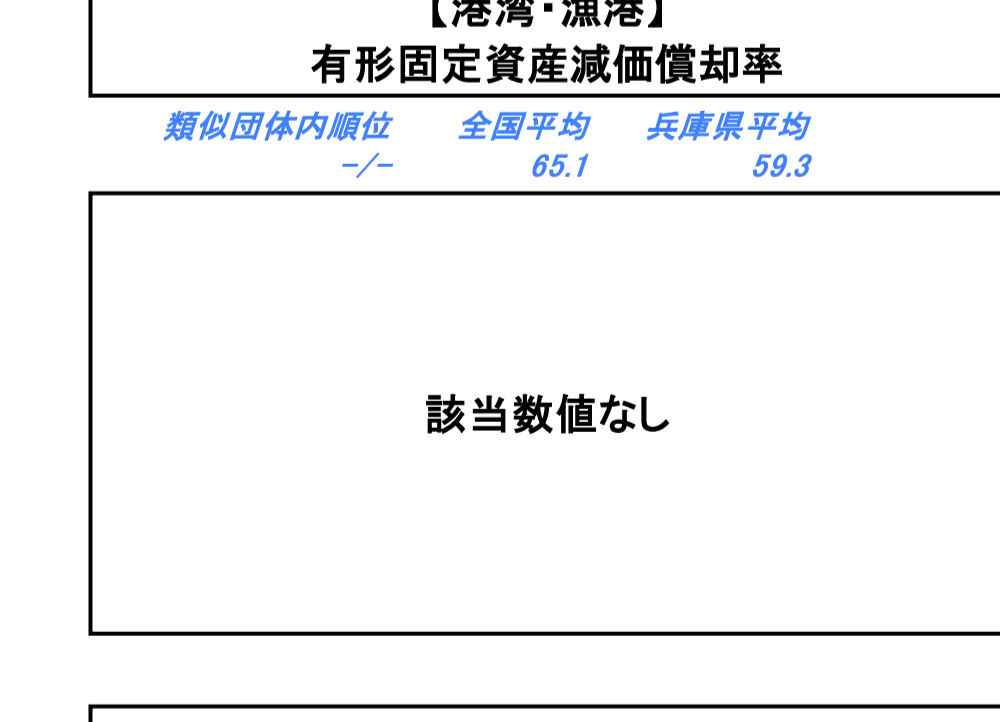 【港湾・漁港】
有形固定資産減価償却率
類似団体内順位 全国平均 兵庫県平均
-/- 65.1 59.3
該当数値なし